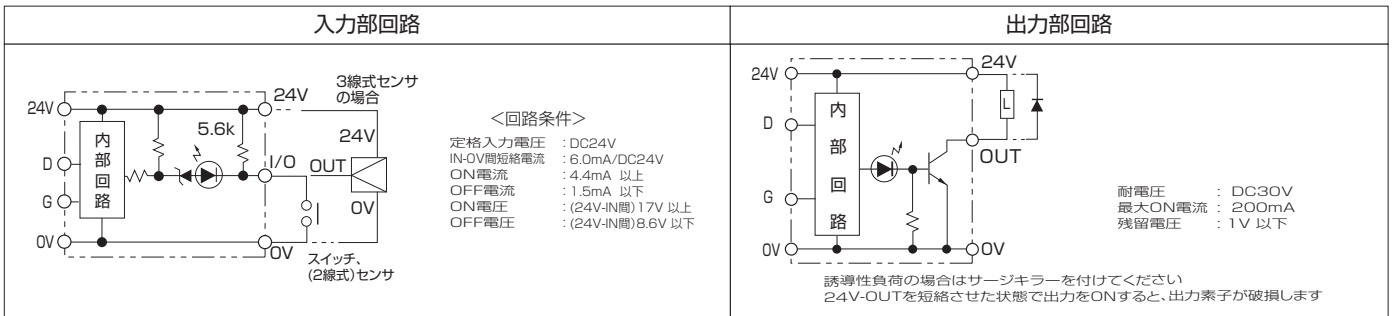 入力部回路
24V
D
G
0V
内部回路
5.6k
24V
I/O
0V
3線式センサ
の場合
24V
OUT
0V
スイッチ、
(2線式)センサ
<回路条件>
定格入力電圧 : DC24V
IN-0V間短絡電流 : 6.0mA/DC24V
ON電流 : 4.4mA 以上
OFF電流 : 1.5mA 以下
ON電圧 : (24V-IN間)17V 以上
OFF電圧 : (24V-IN間)8.6V 以下
出力部回路
24V
D
G
0V
内部回路
24V
L
OUT
0V
耐電圧 : DC30V
最大ON電流 : 200mA
残留電圧 : 1V 以下
誘導性負荷の場合はサージキラーを付けてください
24V-OUTを短絡させた状態で出力をONすると、出力素子が破損します